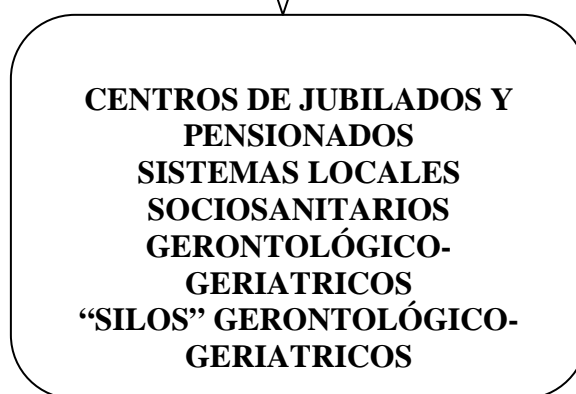 CENTROS DE JUBILADOS Y
PENSIONADOS
SISTEMAS LOCALES
SOCIOSANITARIOS
GERONTOLÓGICO-
GERIATRICOS
“SILOS” GERONTOLÓGICO-
GERIATRICOS